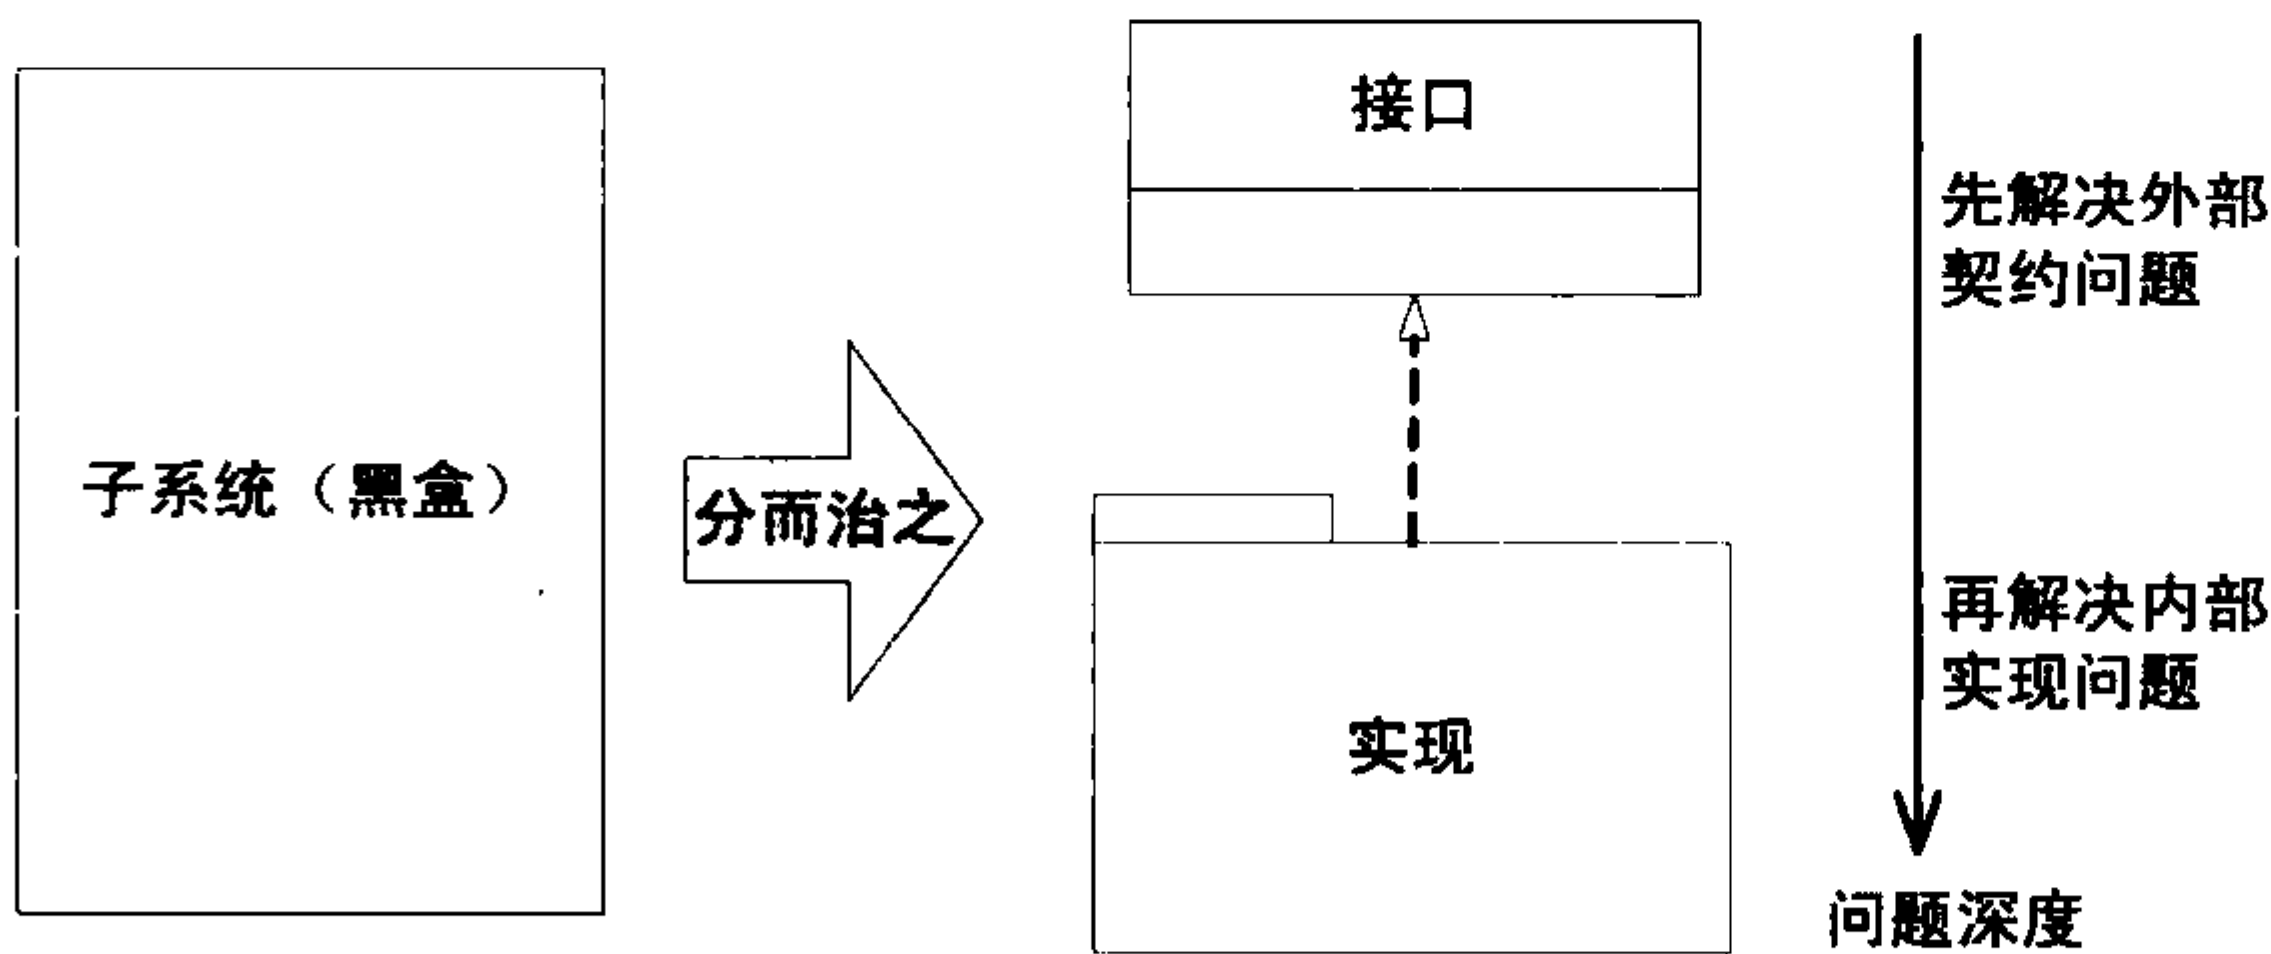 子系统（黑盒）
分而治之
接口
实现
先解决外部
契约问题
再解决内部
实现问题
问题深度